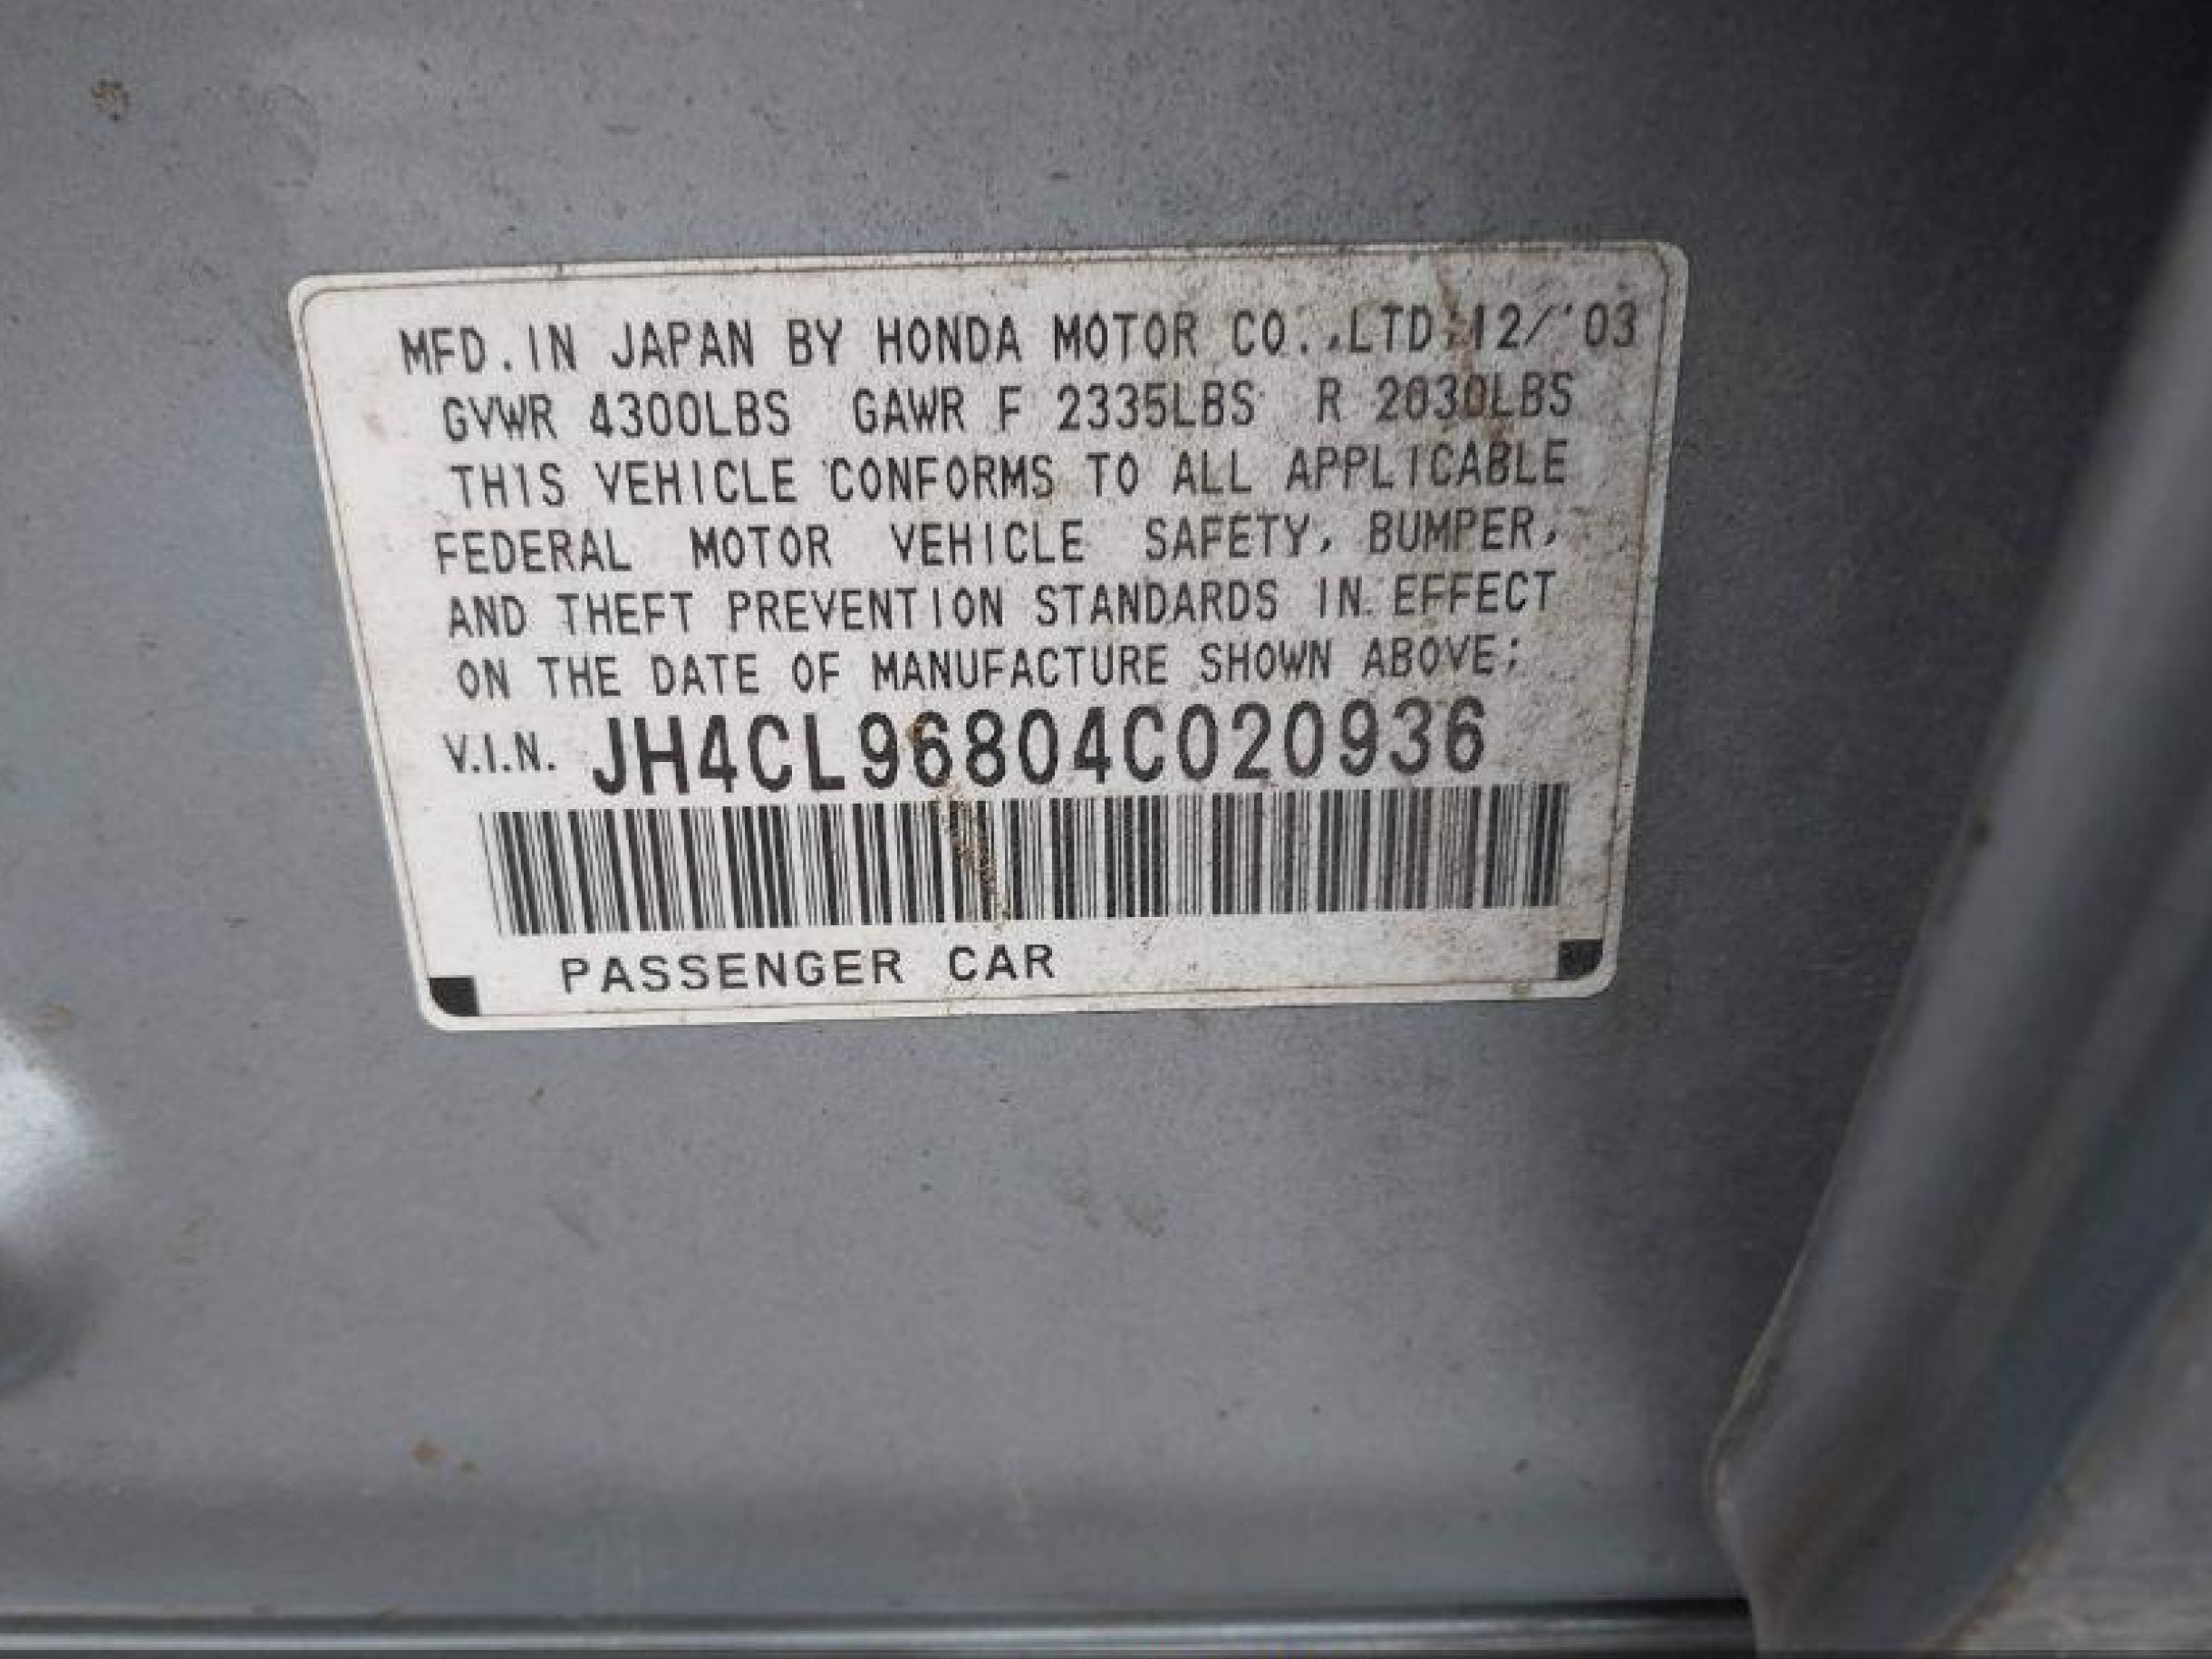 MFD. IN JAPAN BY HONDA MOTOR CO.,LTD. 12/'03
GVWR 4300LBS GAWR F 2335LBS R 2030LBS
THIS VEHICLE CONFORMS TO ALL APPLICABLE
FEDERAL MOTOR VEHICLE SAFETY, BUMPER,
AND THEFT PREVENTION STANDARDS IN EFFECT
ON THE DATE OF MANUFACTURE SHOWN ABOVE;
V.I.N. JH4CL96804C020936
PASSENGER CAR